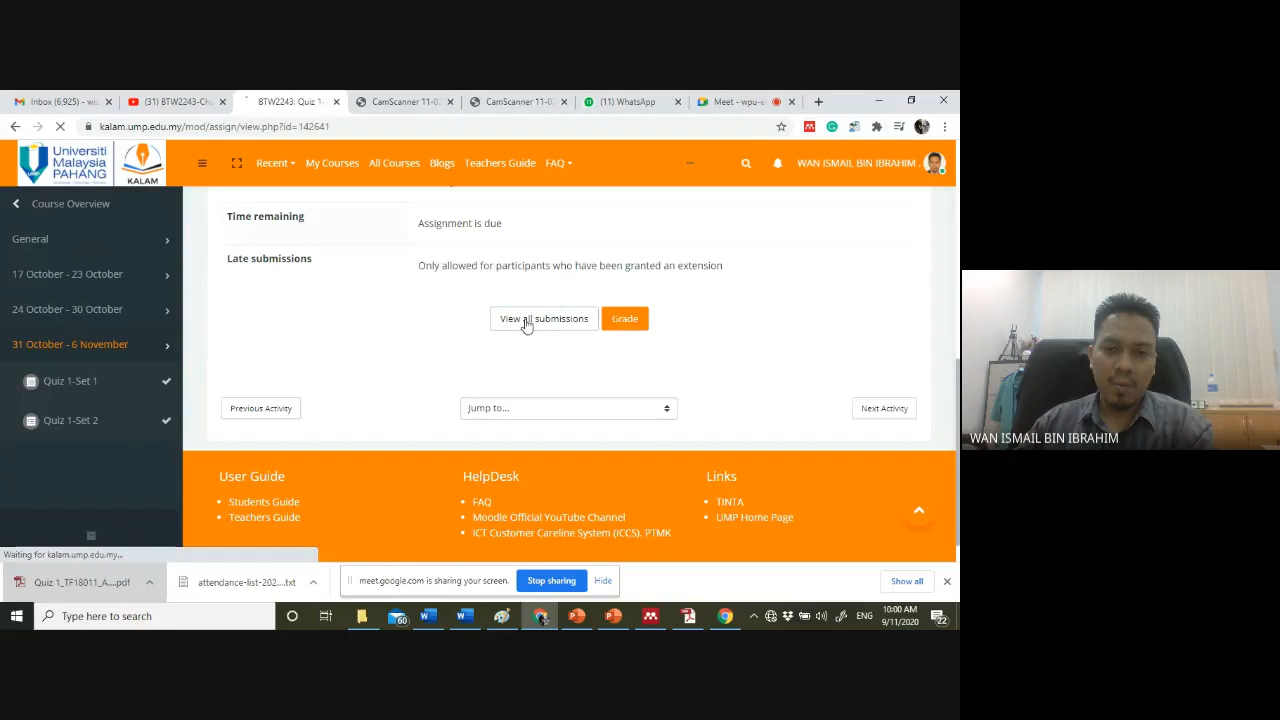 Inbox (6,925) - wi
(31) BTW2243-Cha
BTW2243: Quiz 1-
CamScanner 11-0
CamScanner 11-0
(11) WhatsApp
Meet - wpu-e
kalam.ump.edu.my/mod/assign/view.php?id=142641
Universiti
Malaysia
PAHANG
KALAM
Recent
My Courses
All Courses
Blogs
Teachers Guide
FAQ
WAN ISMAIL BIN IBRAHIM .
Course Overview
General
17 October - 23 October
24 October - 30 October
31 October - 6 November
Quiz 1-Set 1
Quiz 1-Set 2
Time remaining
Assignment is due
Late submissions
Only allowed for participants who have been granted an extension
View all submissions
Grade
Previous Activity
Jump to...
Next Activity
User Guide
Students Guide
Teachers Guide
HelpDesk
FAQ
Moodle Official YouTube Channel
ICT Customer Careline System (ICCS). PTMK
Links
TINTA
UMP Home Page
Waiting for kalam.ump.edu.my...
Quiz 1_TF18011_A....pdf
attendance-list-202....txt
meet.google.com is sharing your screen.
Stop sharing
Hide
Show all
Type here to search
60
ENG
10:00 AM
9/11/2020
22
WAN ISMAIL BIN IBRAHIM